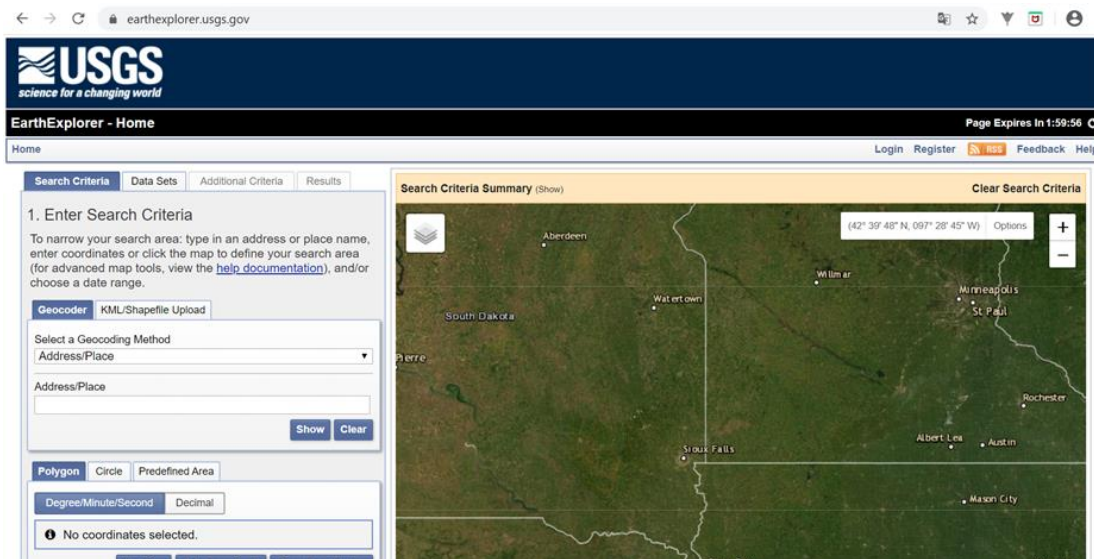 earthexplorer.usgs.gov
USGS
science for a changing world
EarthExplorer - Home
Page Expires In 1:59:56
Home
Login Register RSS Feedback Help
Search Criteria Data Sets Additional Criteria Results
1. Enter Search Criteria
To narrow your search area: type in an address or place name,
enter coordinates or click the map to define your search area
(for advanced map tools, view the help documentation), and/or
choose a date range.
Geocoder KML/Shapefile Upload
Select a Geocoding Method
Address/Place
Address/Place
Show Clear
Polygon Circle Predefined Area
Degree/Minute/Second Decimal
No coordinates selected.
Search Criteria Summary (Show)
Clear Search Criteria
(42° 39' 48" N, 097° 28' 45" W) Options
+
−
Aberdeen
Willmar
Watertown
Minneapolis
St Paul
South Dakota
Pierre
Rochester
Albert Lea
Austin
Sioux Falls
Mason City